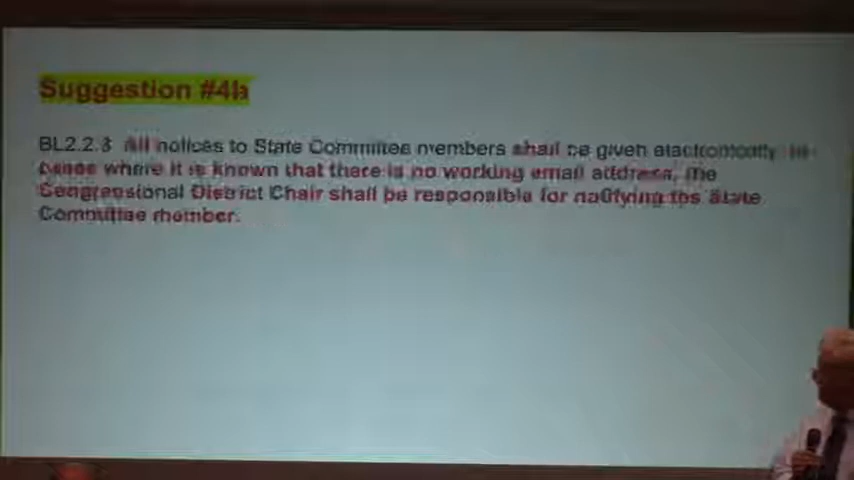 Suggestion #4b
BL2.2.3 All notices to State Committee members shall be given electronically. In
cases where it is known that there is no working email address, the
Congressional District Chair shall be responsible for notifying the State
Committee member.